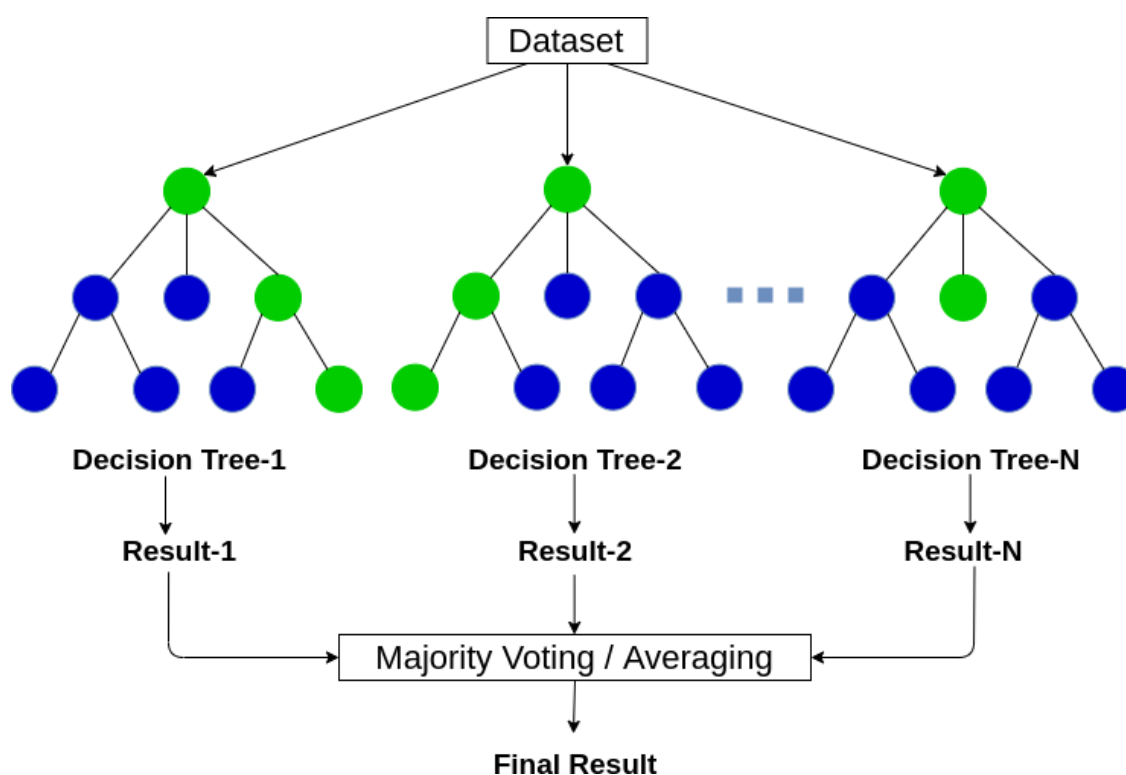 Dataset
Decision Tree-1
Decision Tree-2
Decision Tree-N
Result-1
Result-2
Result-N
Majority Voting / Averaging
Final Result